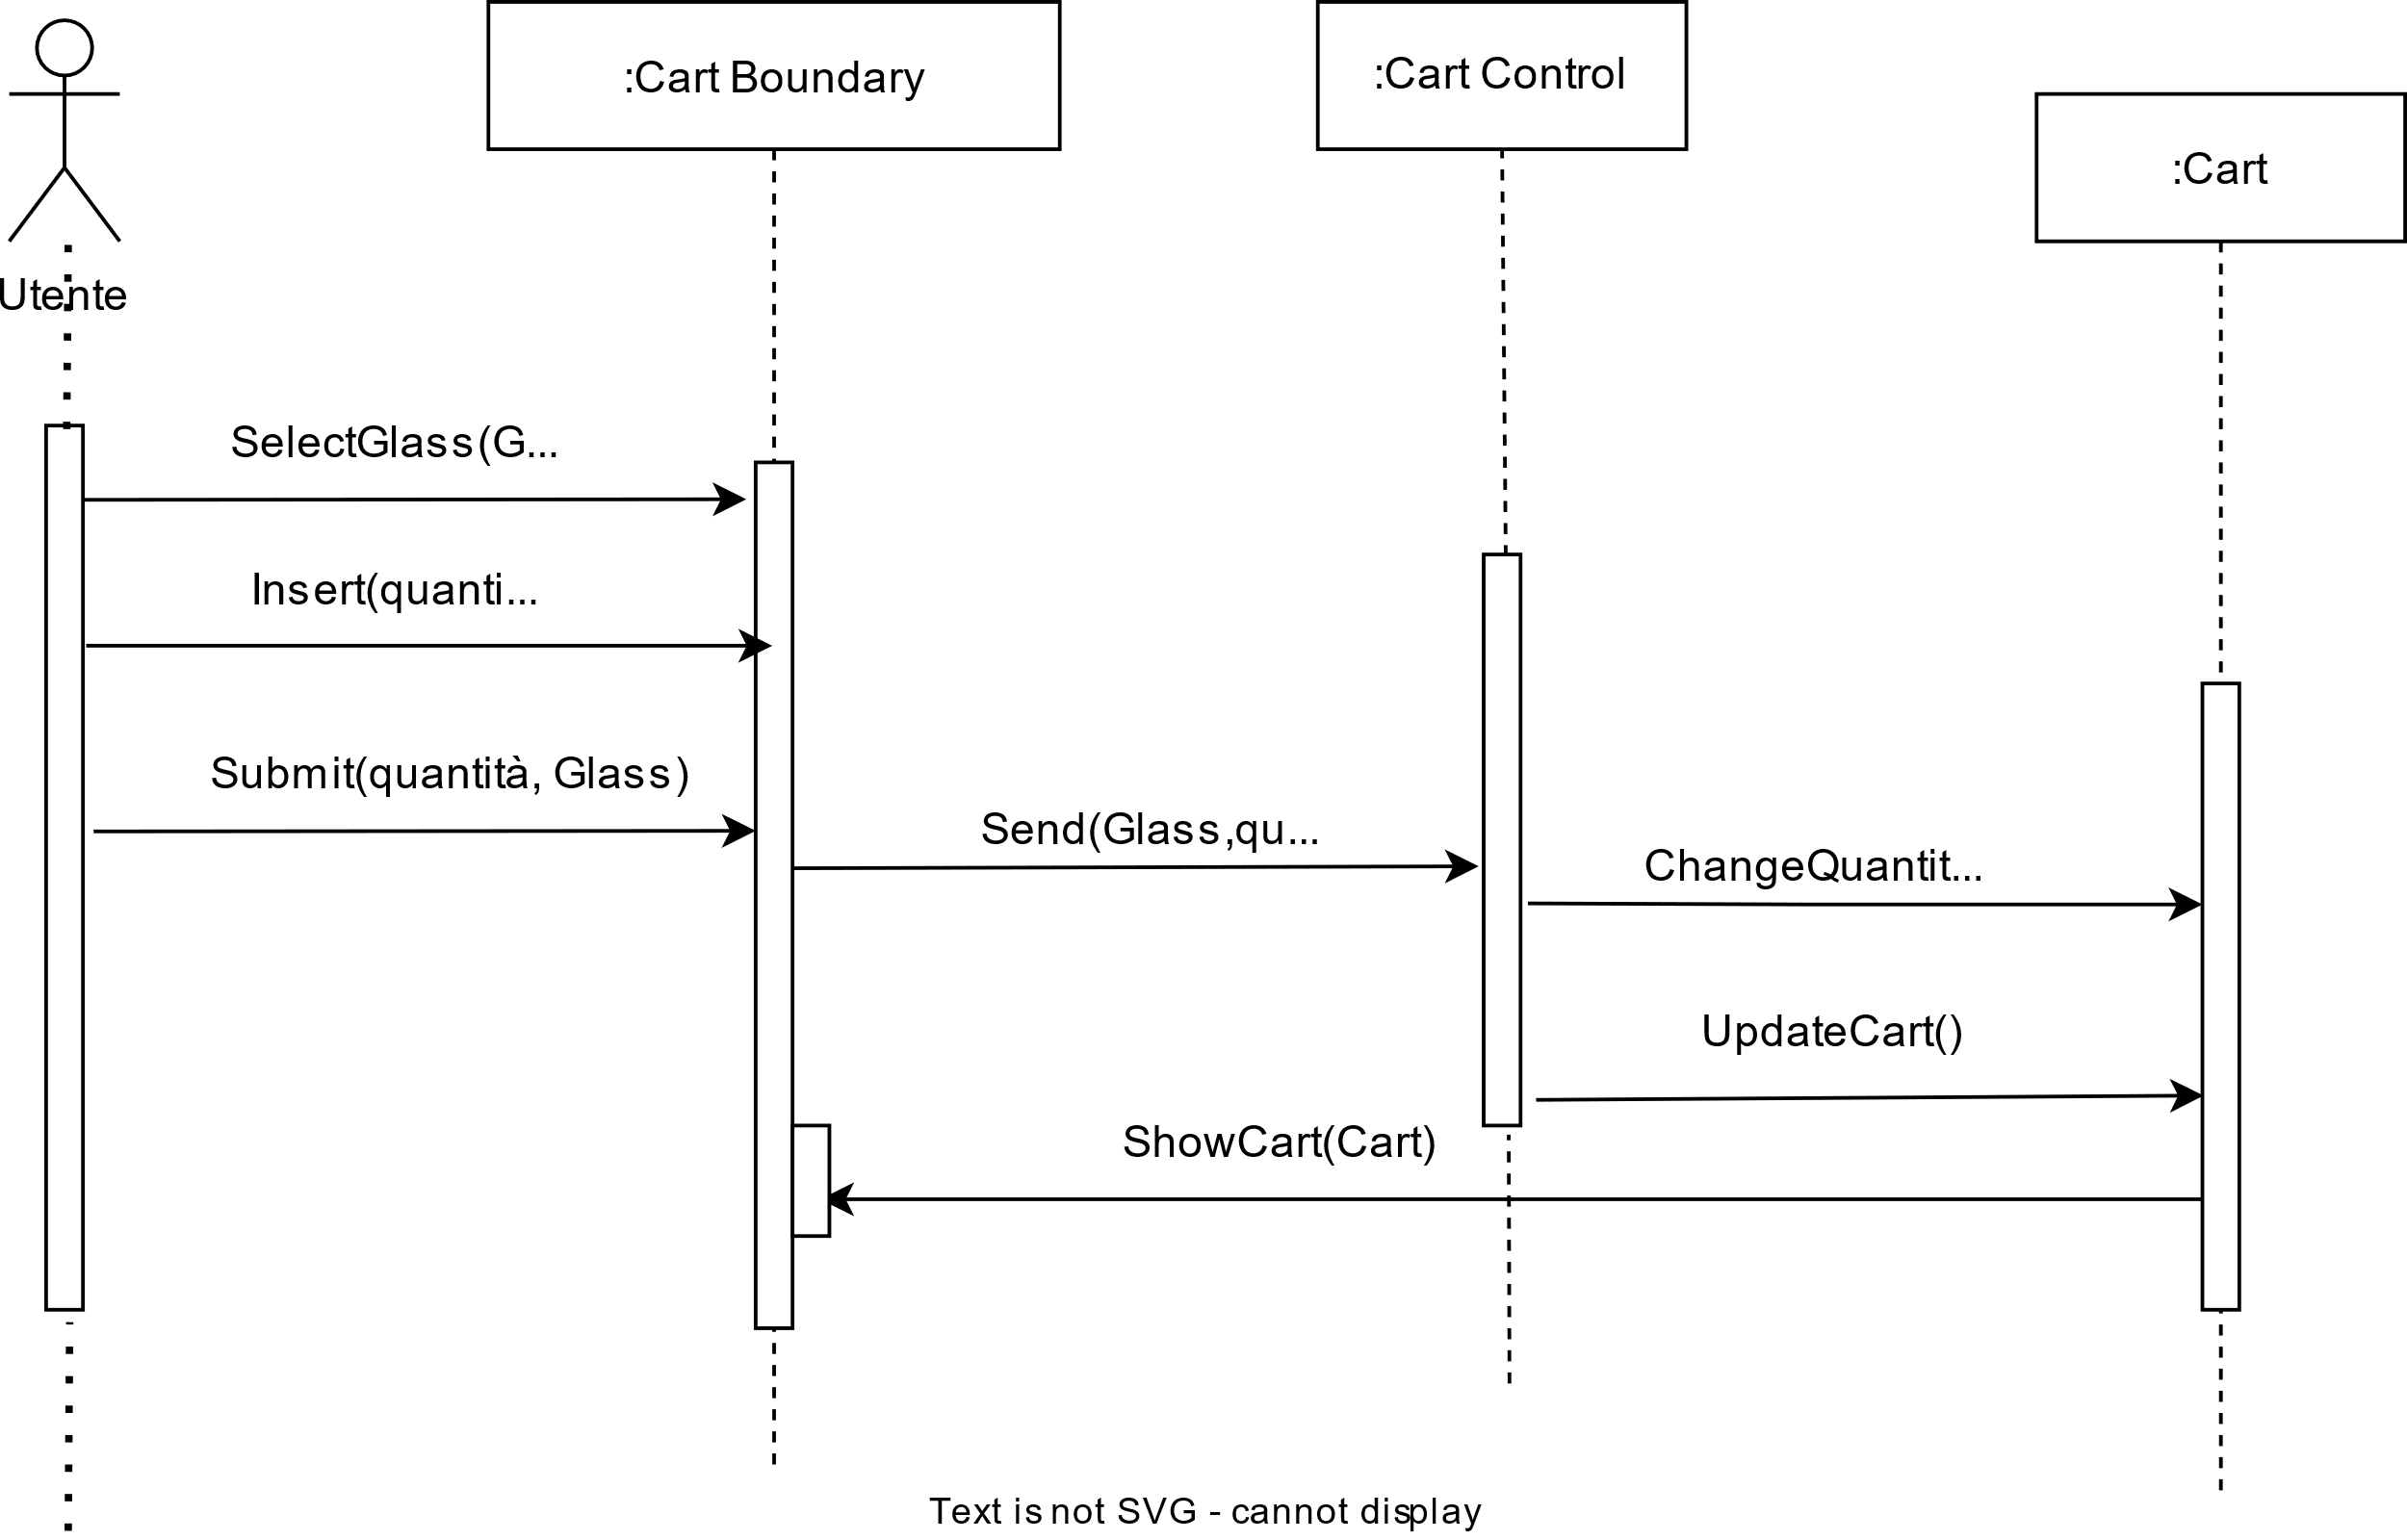 :Cart Boundary
:Cart Control
:Cart
Utente
SelectGlass(G...
Insert(quanti...
Submit(quantità, Glass)
Send(Glass,qu...
ChangeQuantit...
UpdateCart()
ShowCart(Cart)
Text is not SVG - cannot display